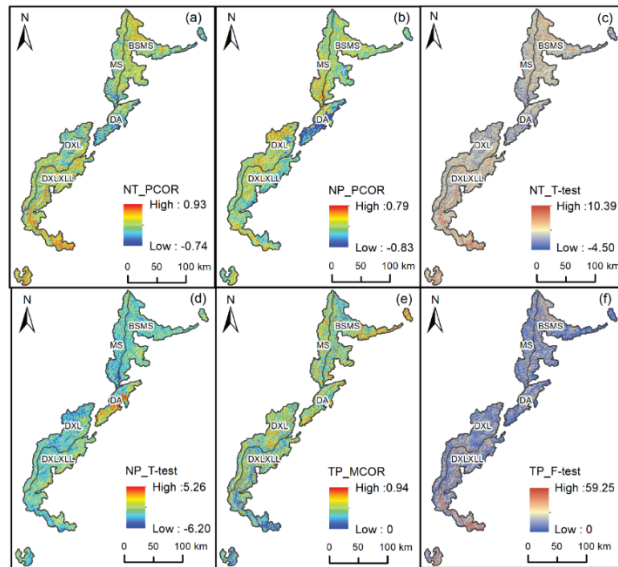 N
(a)
BSMS
MS
DA
DXL
DXLXLL
NT_PCOR
High :0.93
Low : -0.74
0 50 100 km
N
(b)
BSMS
MS
DA
DXL
DXLXLL
NP_PCOR
High :0.79
Low : -0.83
0 50 100 km
N
(c)
BSMS
MS
DA
DXL
DXLXLL
NT_T-test
High :10.39
Low :-4.50
0 50 100 km
N
(d)
BSMS
MS
DA
DXL
DXLXLL
NP_T-test
High :5.26
Low : -6.20
0 50 100 km
N
(e)
BSMS
MS
DA
DXL
DXLXLL
TP_MCOR
High :0.94
Low : 0
0 50 100 km
N
(f)
BSMS
MS
DA
DXL
DXLXLL
TP_F-test
High :59.25
Low : 0
0 50 100 km